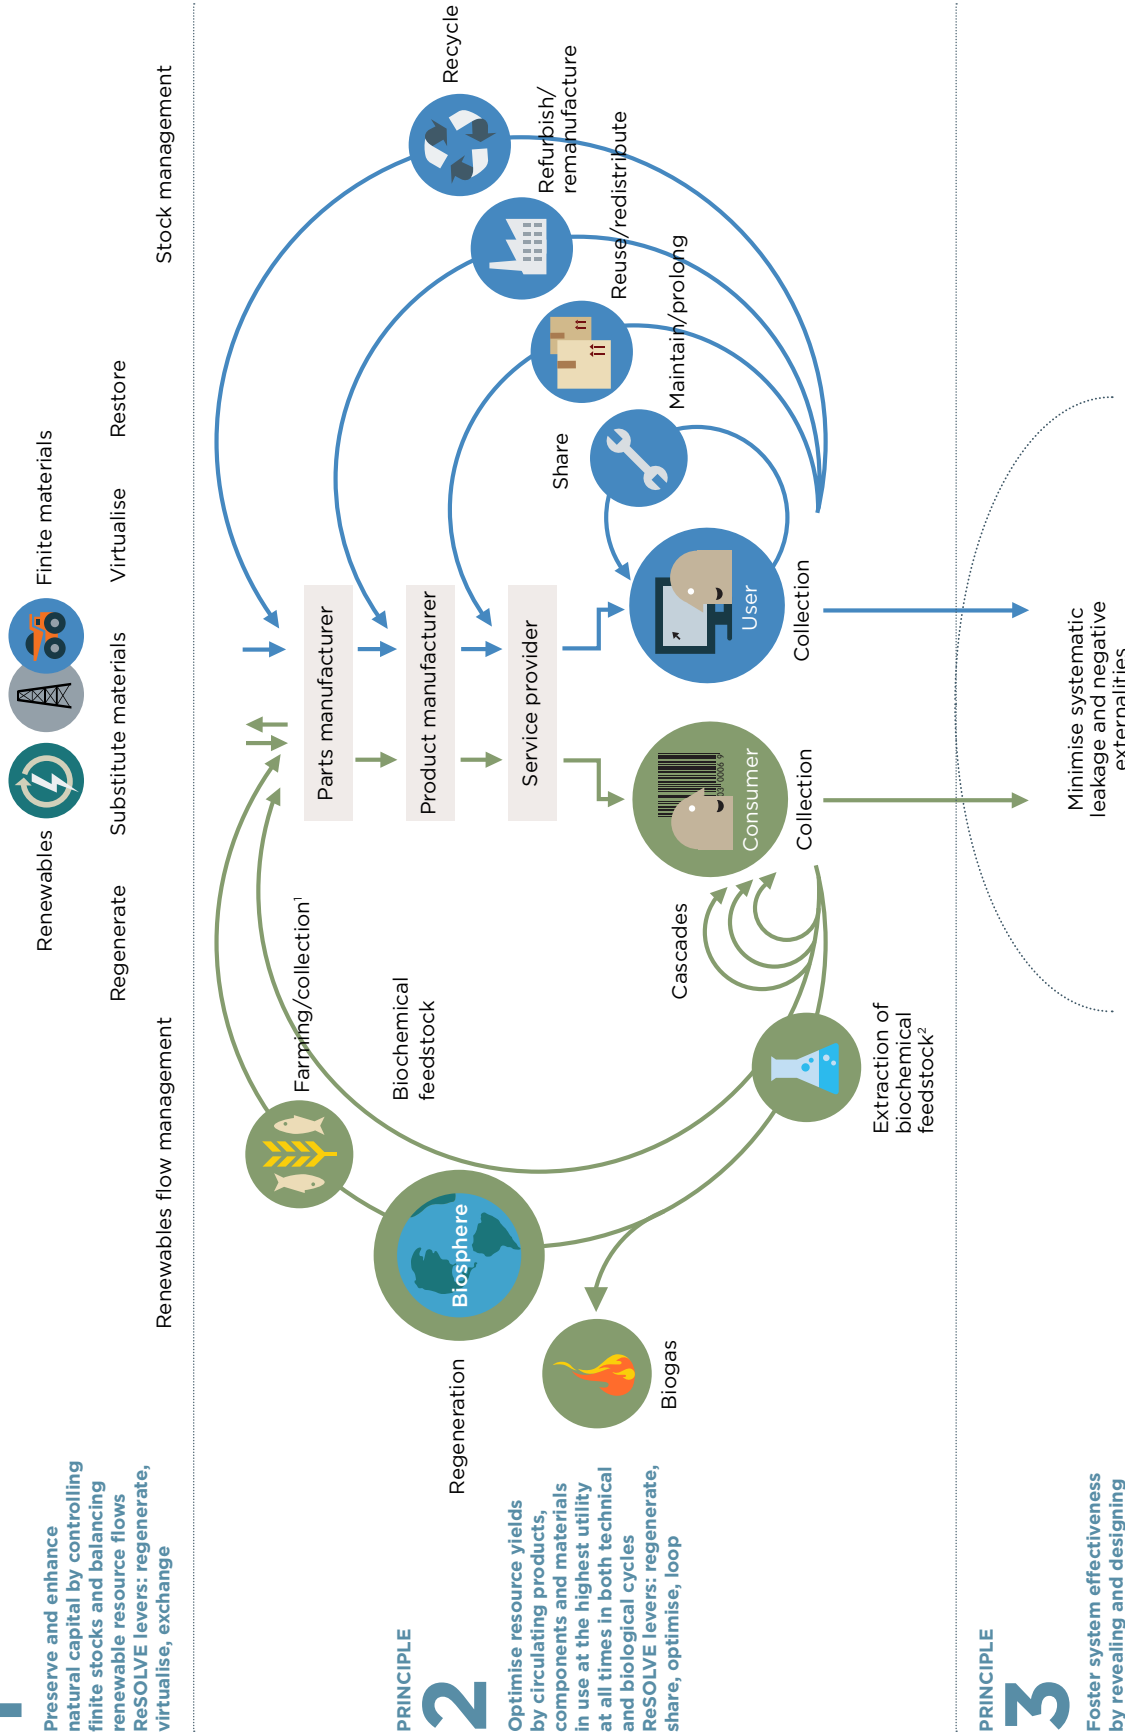 Preserve and enhance
natural capital by controlling
finite stocks and balancing
renewable resource flows
ReSOLVE levers: regenerate,
virtualise, exchange
Renewables
Finite materials
Regenerate
Substitute materials
Virtualise
Restore
Renewables flow management
Stock management
PRINCIPLE
2
Optimise resource yields
by circulating products,
components and materials
in use at the highest utility
at all times in both technical
and biological cycles
ReSOLVE levers: regenerate,
share, optimise, loop
Farming/collection¹
Biochemical
feedstock
Regeneration
Biosphere
Biogas
Cascades
Extraction of
biochemical
feedstock²
Parts manufacturer
Product manufacturer
Service provider
Consumer
Collection
User
Collection
Share
Maintain/prolong
Reuse/redistribute
Refurbish/
remanufacture
Recycle
PRINCIPLE
3
Foster system effectiveness
by revealing and designing
Minimise systematic
leakage and negative
externalities